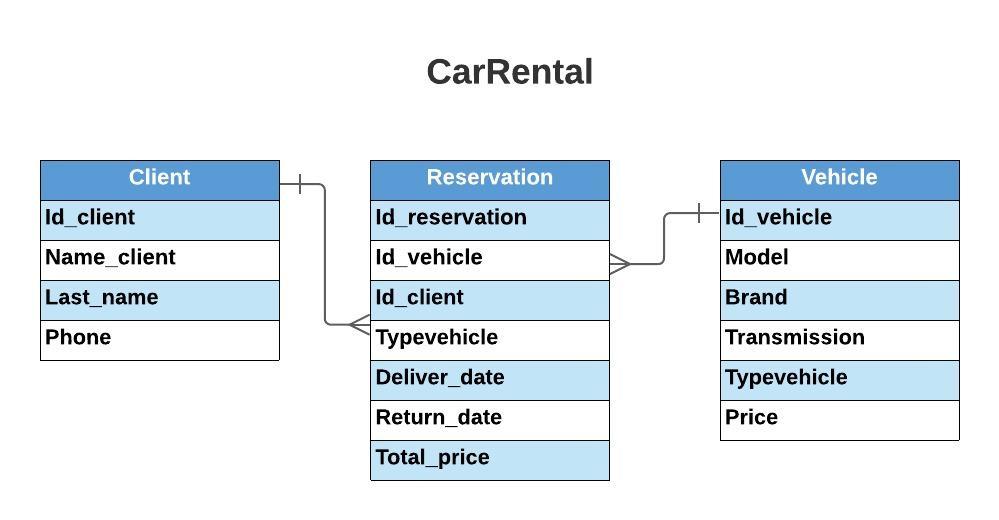 CarRental
Client
Id_client
Name_client
Last_name
Phone
Reservation
Id_reservation
Id_vehicle
Id_client
Typevehicle
Deliver_date
Return_date
Total_price
Vehicle
Id_vehicle
Model
Brand
Transmission
Typevehicle
Price